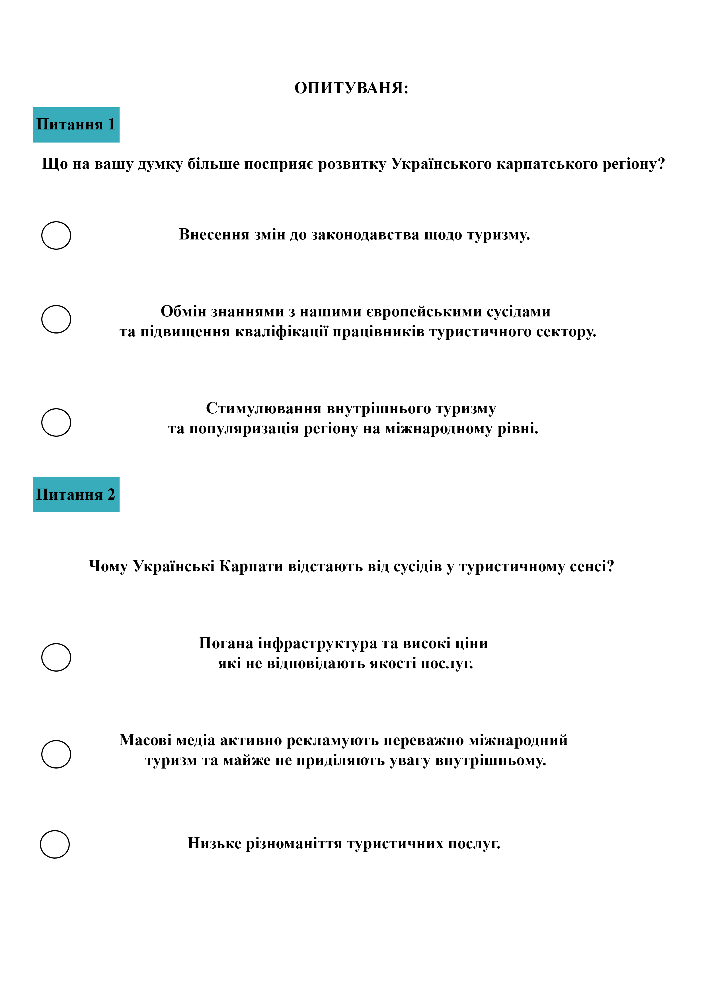 ОПИТУВАНЯ:
Питання 1
Що на вашу думку більше посприяє розвитку Українського карпатського регіону?
Внесення змін до законодавства щодо туризму.
Обмін знаннями з нашими європейськими сусідами
та підвищення кваліфікації працівників туристичного сектору.
Стимулювання внутрішнього туризму
та популяризація регіону на міжнародному рівні.
Питання 2
Чому Українські Карпати відстають від сусідів у туристичному сенсі?
Погана інфраструктура та високі ціни
які не відповідають якості послуг.
Масові медіа активно рекламують переважно міжнародний
туризм та майже не приділяють увагу внутрішньому.
Низьке різноманіття туристичних послуг.